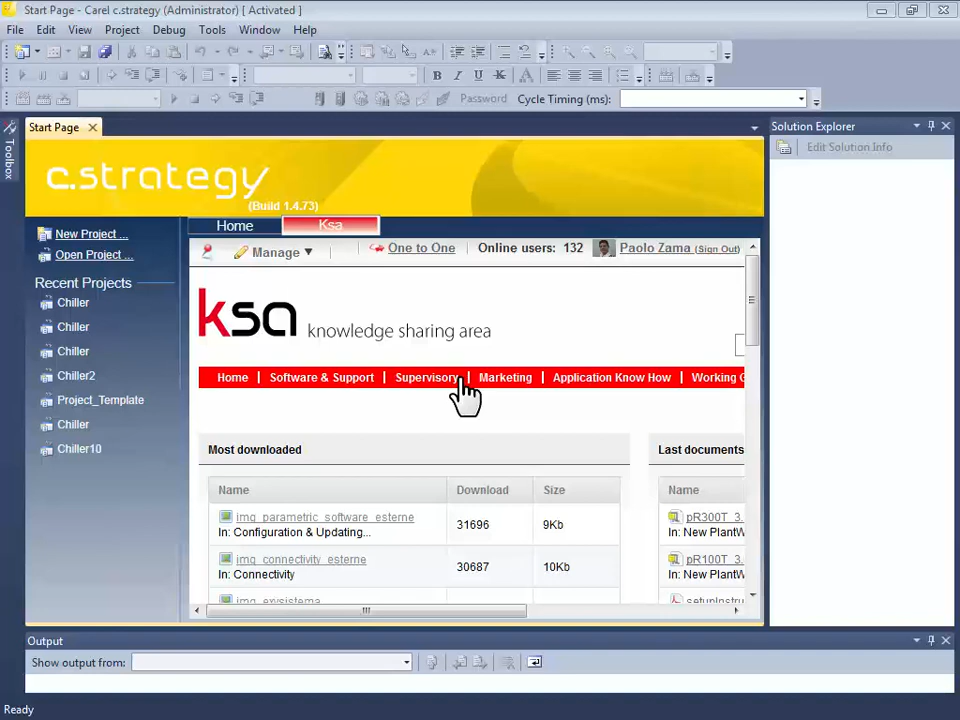 Start Page - Carel c.strategy (Administrator) [ Activated ]
File Edit View Project Debug Tools Window Help
Password Cycle Timing (ms):
Start Page
Solution Explorer
Toolbox
Edit Solution Info
c.strategy
(Build 1.4.73)
Home Ksa
New Project ...
Open Project ...
Recent Projects
Chiller
Chiller
Chiller
Chiller2
Project_Template
Chiller
Chiller10
Manage One to One Online users: 132 Paolo Zama (Sign Out)
ksa knowledge sharing area
Home | Software & Support | Supervisory | Marketing | Application Know How | Working
Most downloaded
Last documents
Name Download Size
Name
img_parametric_software_esterne
In: Configuration & Updating...
31696 9Kb
pR300T_3.
In: New PlantW
img_connectivity_esterne
In: Connectivity
30687 10Kb
pR100T_3.
In: New PlantW
Output
Show output from:
Ready